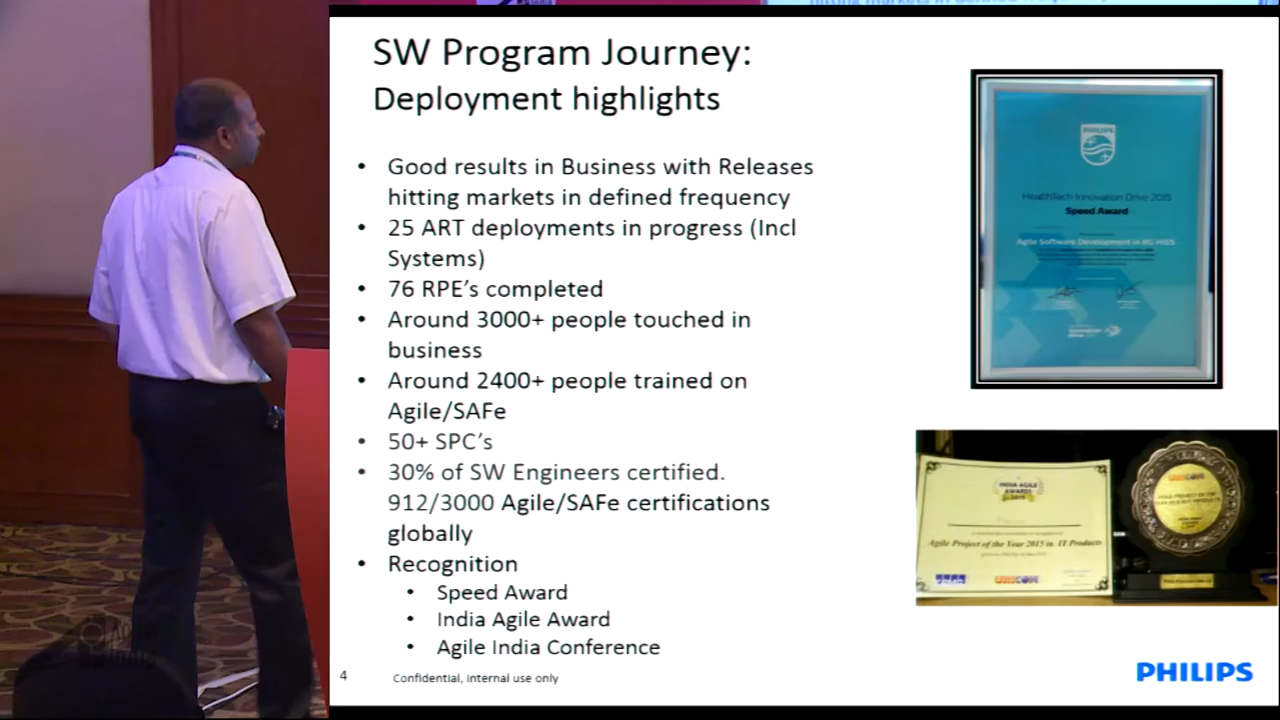 SW Program Journey:
Deployment highlights
• Good results in Business with Releases
hitting markets in defined frequency
• 25 ART deployments in progress (Incl
Systems)
• 76 RPE’s completed
• Around 3000+ people touched in
business
• Around 2400+ people trained on
Agile/SAFe
• 50+ SPC’s
• 30% of SW Engineers certified.
912/3000 Agile/SAFe certifications
globally
• Recognition
• Speed Award
• India Agile Award
• Agile India Conference
4
Confidential, internal use only
PHILIPS
PHILIPS
HealthTech Innovation Drive 2015
Speed Award
Agile Software Development in BG HISS
INDIA AGILE
AWARDS
2015
Agile Project of the Year 2015 in IT Products
UNICOM
UNICOM